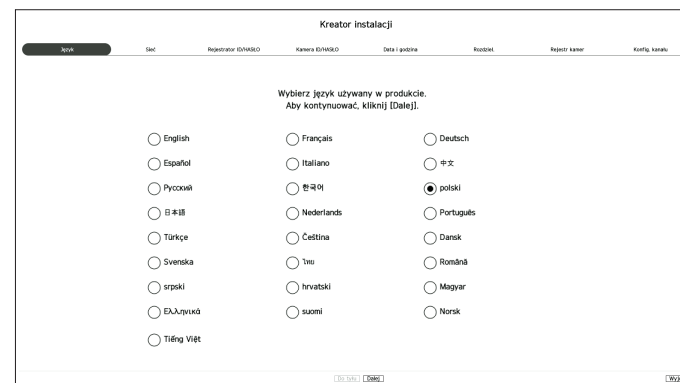 Kreator instalacji
Język Sieć Rejestrator ID/HASŁO Kamera ID/HASŁO Data i godzina Rozdziel. Rejestr kamer Konfig. kanału
Wybierz język używany w produkcie.
Aby kontynuować, kliknij [Dalej].
English Français Deutsch
Español Italiano 中文
Русский 한국어 polski
日本語 Nederlands Português
Türkçe Čeština Dansk
Svenska ไทย Română
srpski hrvatski Magyar
Ελληνικά suomi Norsk
Tiếng Việt
Do tyłu Dalej